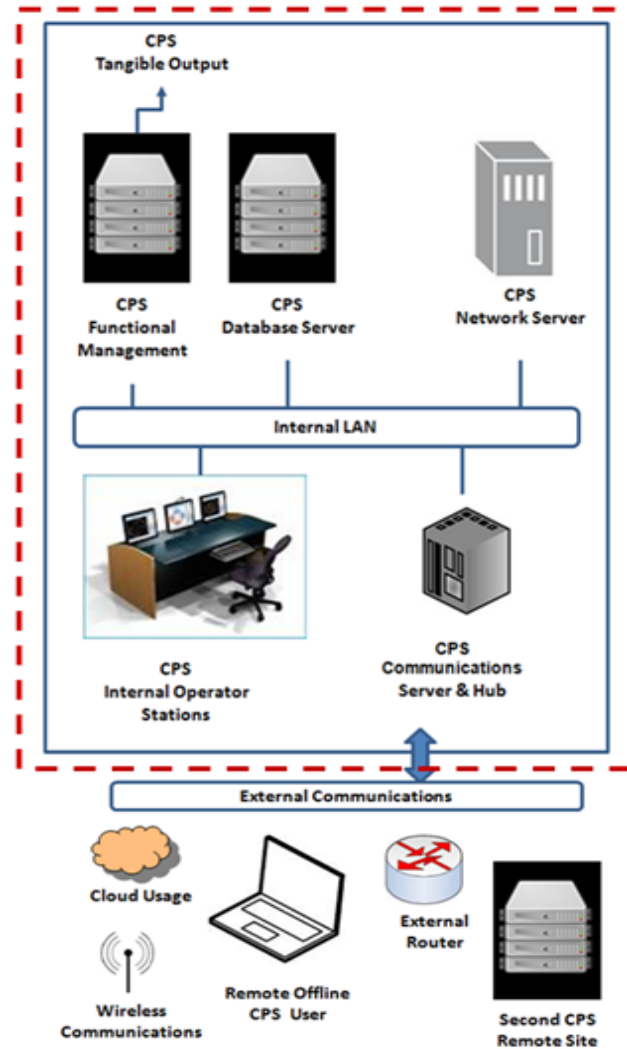 CPS
Tangible Output
CPS
Functional
Management
CPS
Database Server
CPS
Network Server
Internal LAN
CPS
Internal Operator
Stations
CPS
Communications
Server & Hub
External Communications
Cloud Usage
External
Router
Wireless
Communications
Remote Offline
CPS User
Second CPS
Remote Site